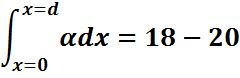 ∫_{x=0}^{x=d} αdx = 18 − 20